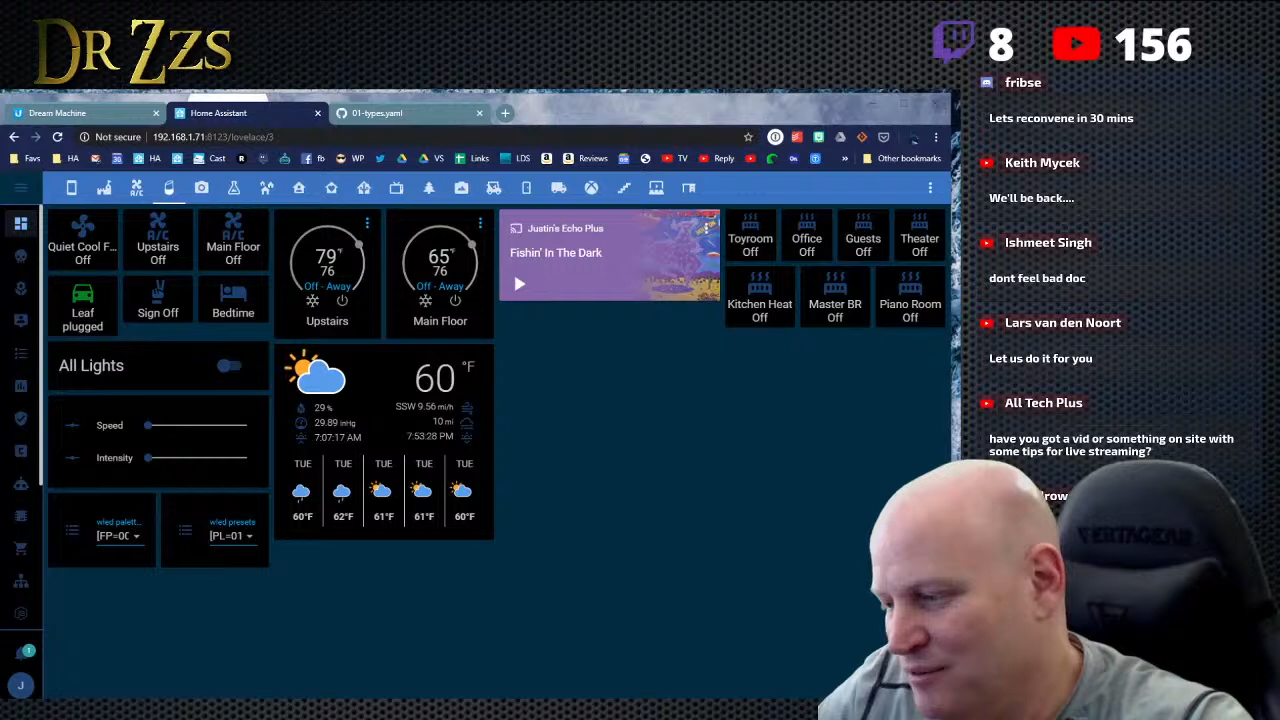 DR ZZS
8
156
Dream Machine
Home Assistant
01-types.yaml
Not secure
192.168.1.71:8123/lovelace/3
Favs
HA
HA
Cast
fb
WP
VS
Links
LDS
Reviews
TV
Reply
Other bookmarks
A/C
Quiet Cool F...
Off
A/C
Upstairs
Off
A/C
Main Floor
Off
Leaf
plugged
Sign Off
Bedtime
79°F
76
Off - Away
Upstairs
65°F
76
Off - Away
Main Floor
Justin's Echo Plus
Fishin' In The Dark
Toyroom
Off
Office
Off
Guests
Off
Theater
Off
Kitchen Heat
Off
Master BR
Off
Piano Room
Off
All Lights
Speed
Intensity
wled palett..
[FP=0(
wled presets
[PL=01
60 °F
29 %
29.89 inHg
7:07:17 AM
SSW 9.56 mi/h
10 mi
7:53:28 PM
TUE TUE TUE TUE TUE
60°F 62°F 61°F 61°F 60°F
1
J
fribse
Lets reconvene in 30 mins
Keith Mycek
We'll be back....
Ishmeet Singh
dont feel bad doc
Lars van den Noort
Let us do it for you
All Tech Plus
have you got a vid or something on site with
some tips for live streaming?
VERTAGEAR